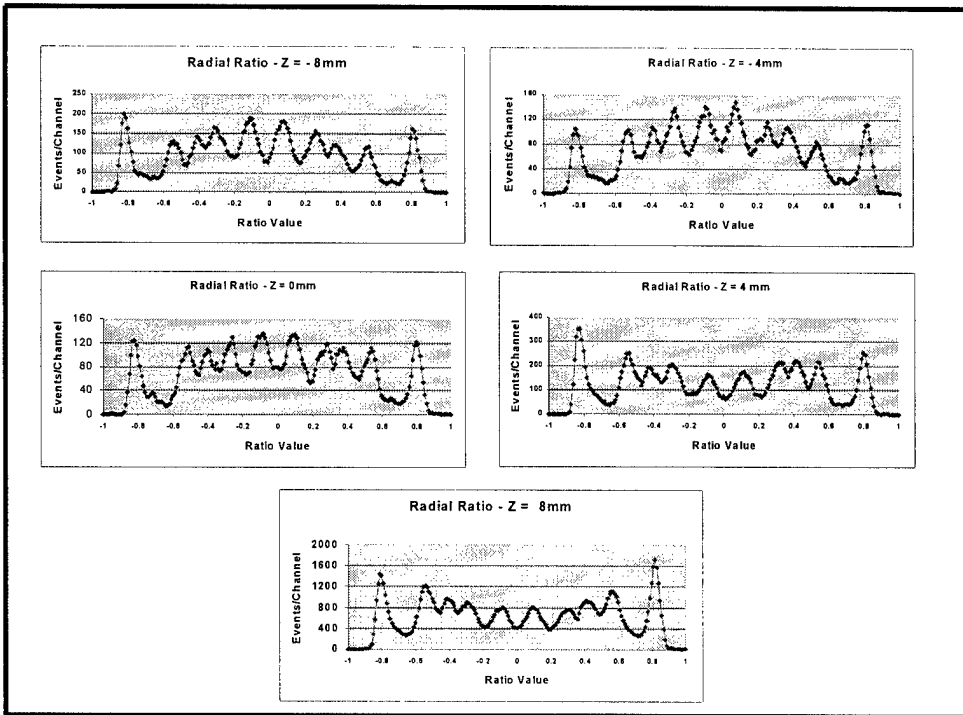 Radial Ratio - Z = - 8mm
Events/Channel
250
200
150
100
50
0
-1 -0.8 -0.6 -0.4 -0.2 0 0.2 0.4 0.6 0.8 1
Ratio Value
Radial Ratio - Z = - 4mm
Events/Channel
160
120
80
40
0
-1 -0.8 -0.6 -0.4 -0.2 0 0.2 0.4 0.6 0.8 1
Ratio Value
Radial Ratio - Z = 0mm
Events/Channel
160
120
80
40
0
-1 -0.8 -0.6 -0.4 -0.2 0 0.2 0.4 0.6 0.8 1
Ratio Value
Radial Ratio - Z = 4 mm
Events/Channel
400
300
200
100
0
-1 -0.8 -0.6 -0.4 -0.2 0 0.2 0.4 0.6 0.8 1
Ratio Value
Radial Ratio - Z = 8mm
Events/Channel
2000
1600
1200
800
400
0
-1 -0.8 -0.6 -0.4 -0.2 0 0.2 0.4 0.6 0.8 1
Ratio Value